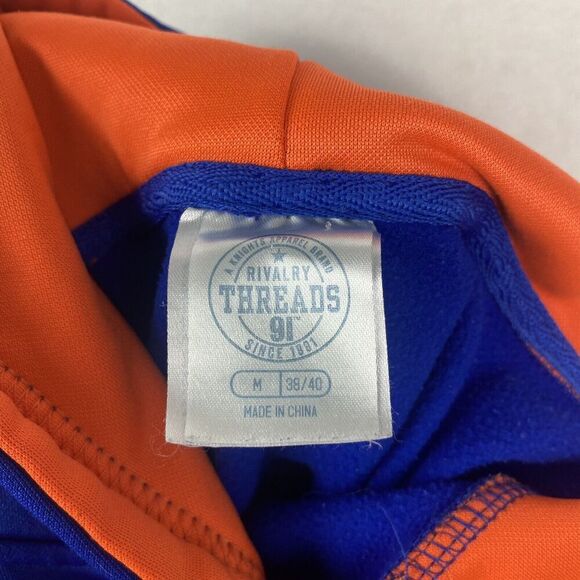 A KNIGHTS APPAREL BRAND
RIVALRY
THREADS
91
SINCE 1991
M 38/40
MADE IN CHINA